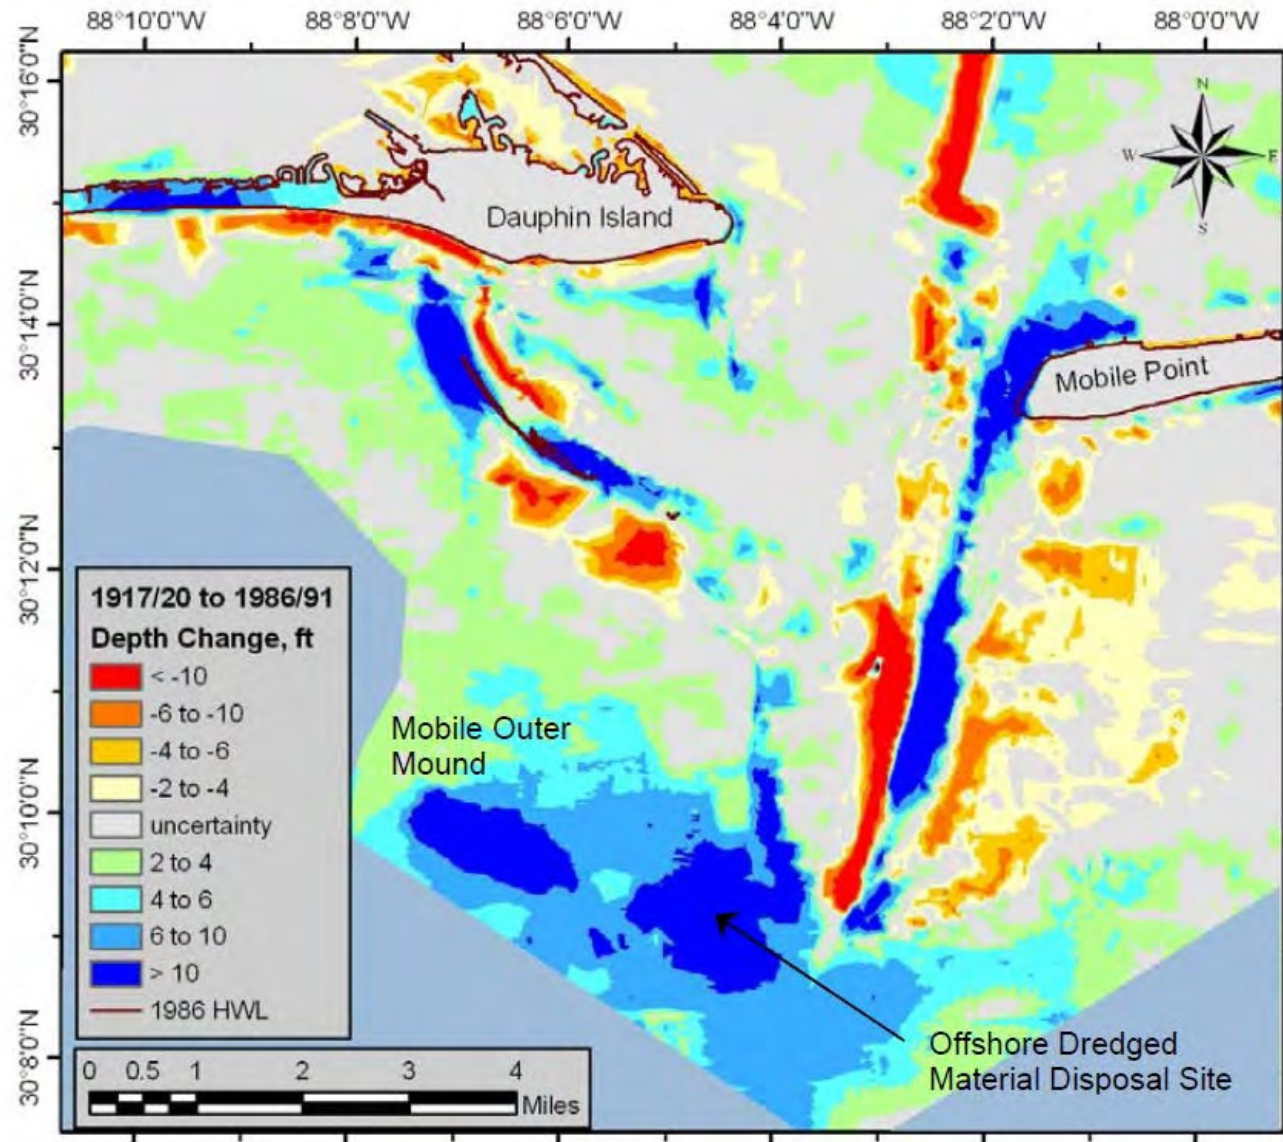 88°10'0"W 88°8'0"W 88°6'0"W 88°4'0"W 88°2'0"W 88°0'0"W
30°16'0"N
30°14'0"N
30°12'0"N
30°10'0"N
30°8'0"N
N
W E
S
Dauphin Island
Mobile Point
Mobile Outer
Mound
Offshore Dredged
Material Disposal Site
1917/20 to 1986/91
Depth Change, ft
< -10
-6 to -10
-4 to -6
-2 to -4
uncertainty
2 to 4
4 to 6
6 to 10
> 10
1986 HWL
0 0.5 1 2 3 4
Miles